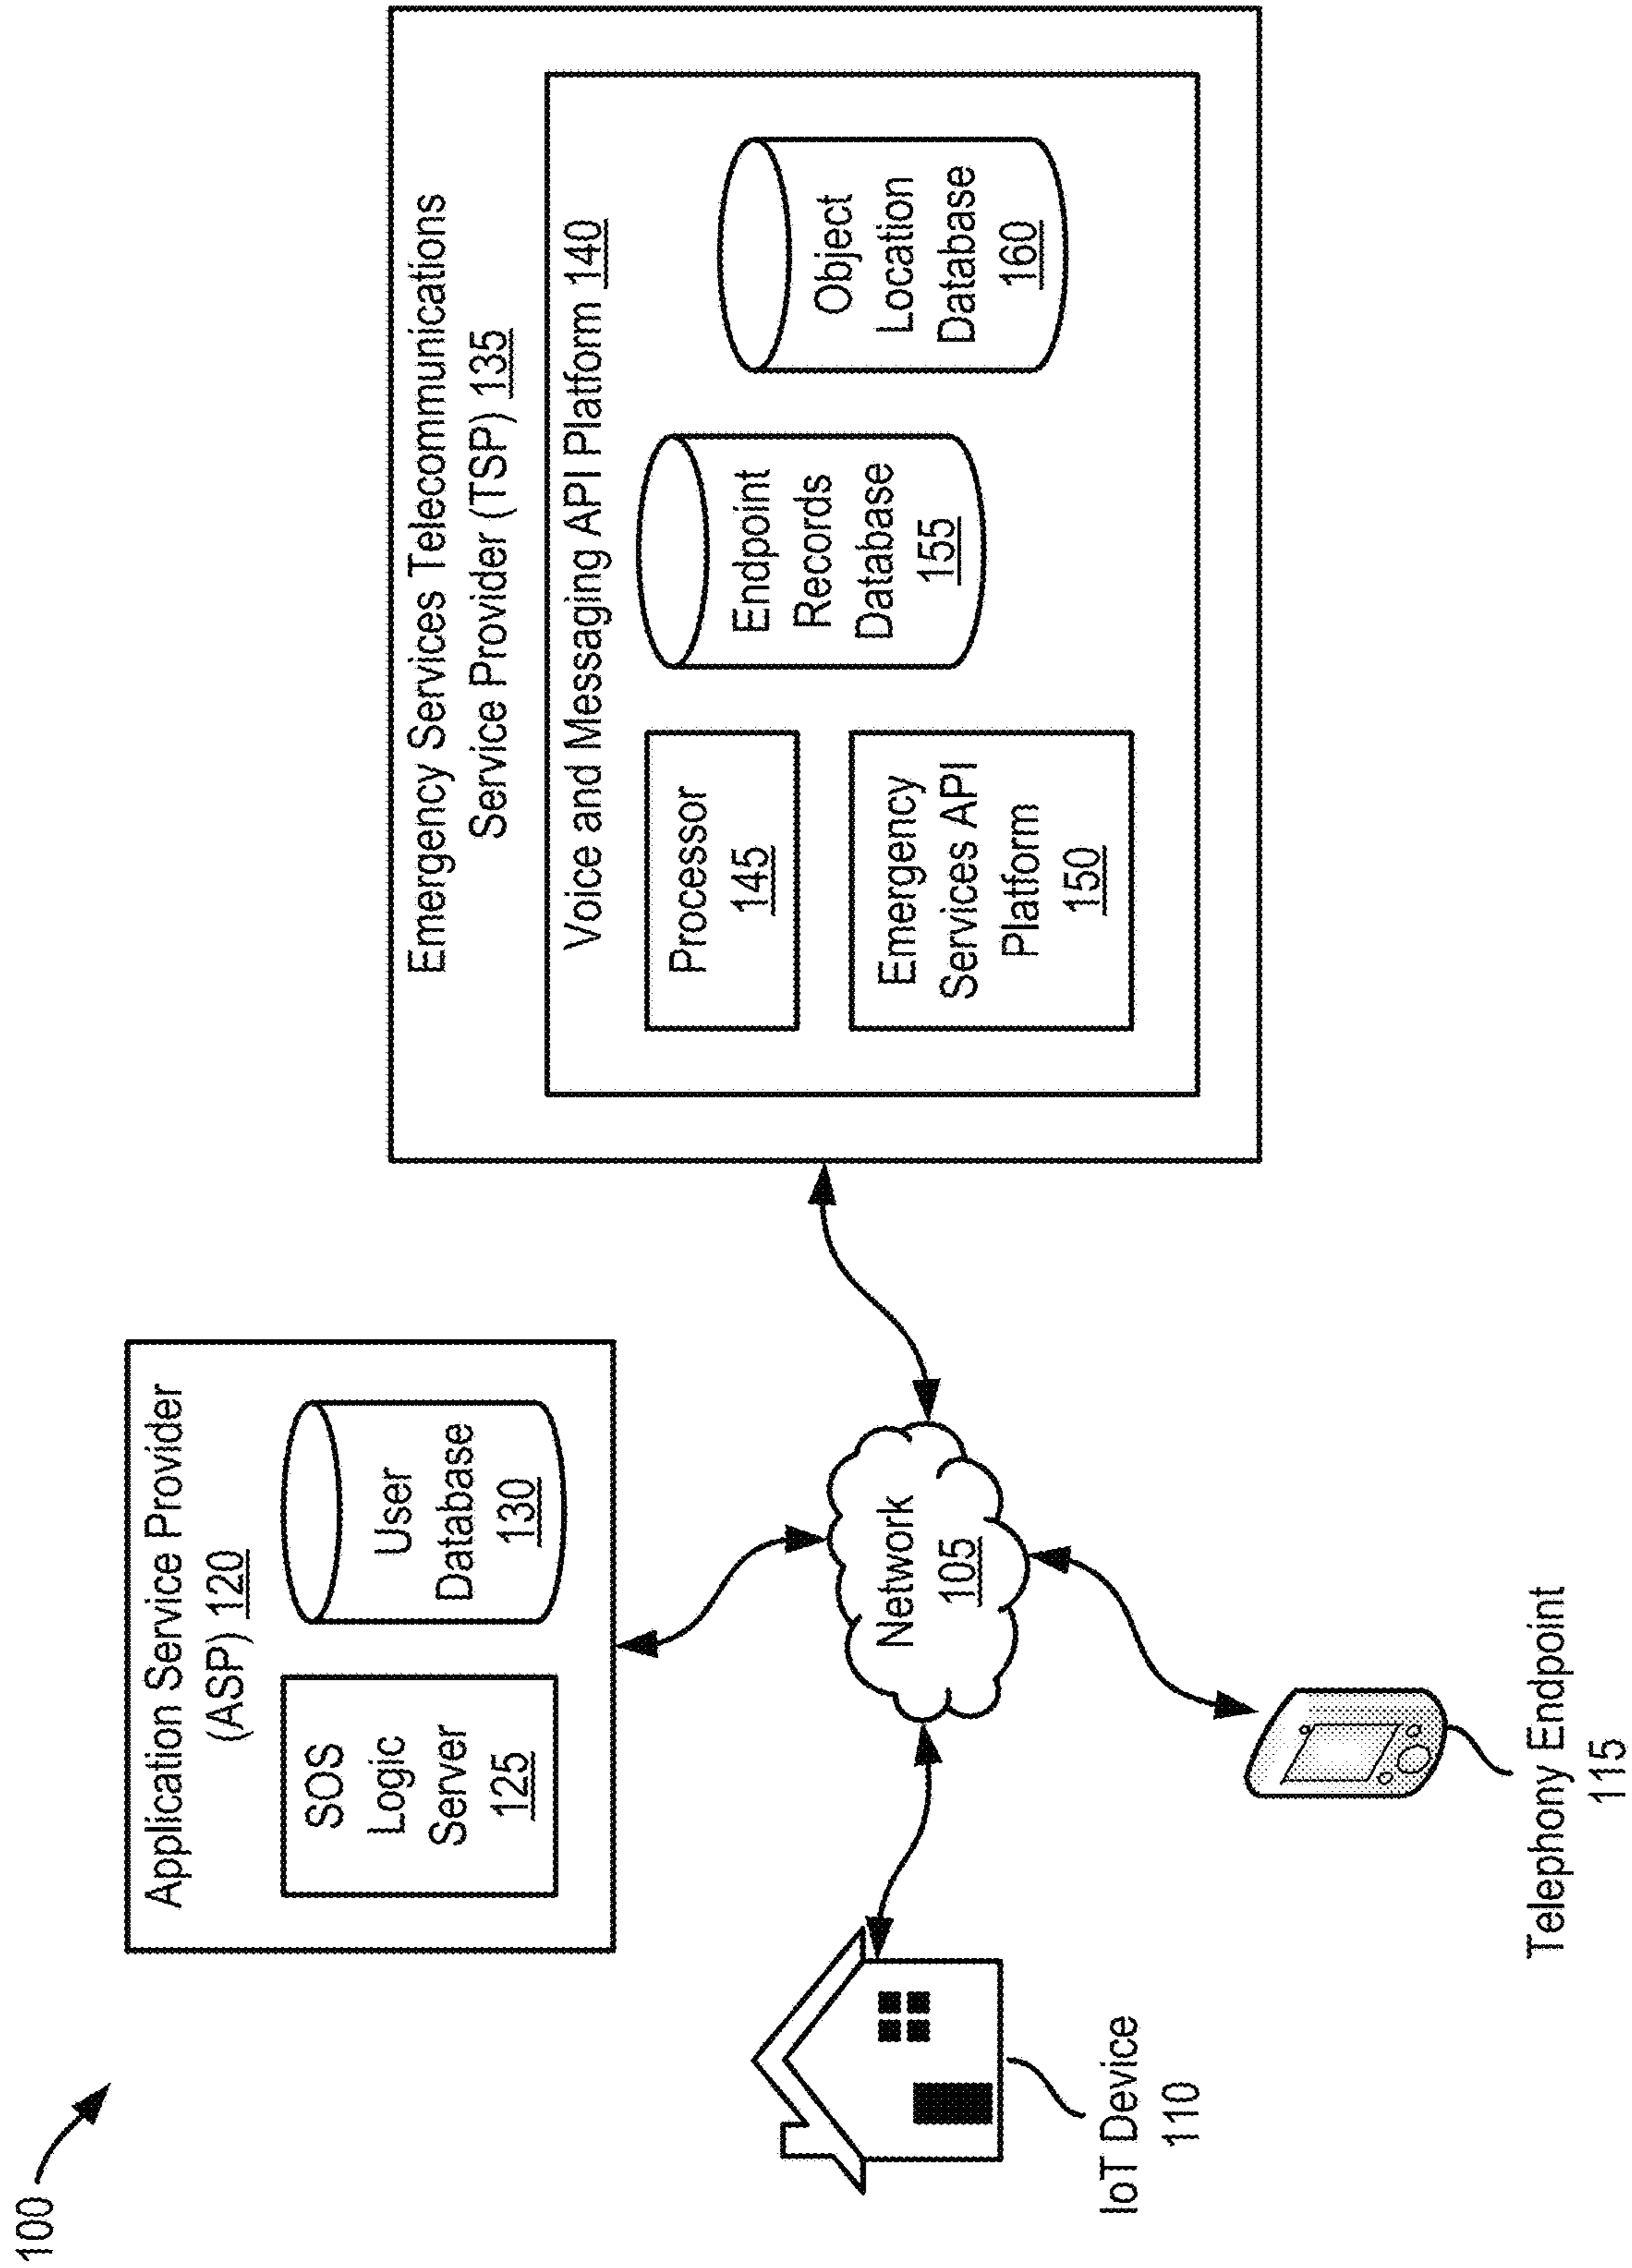 100
Application Service Provider
(ASP) 120
SOS
Logic
Server
125
User
Database
130
Emergency Services Telecommunications
Service Provider (TSP) 135
Voice and Messaging API Platform 140
Processor
145
Emergency
Services API
Platform
150
Endpoint
Records
Database
155
Object
Location
Database
160
Network
105
IoT Device
110
Telephony Endpoint
115